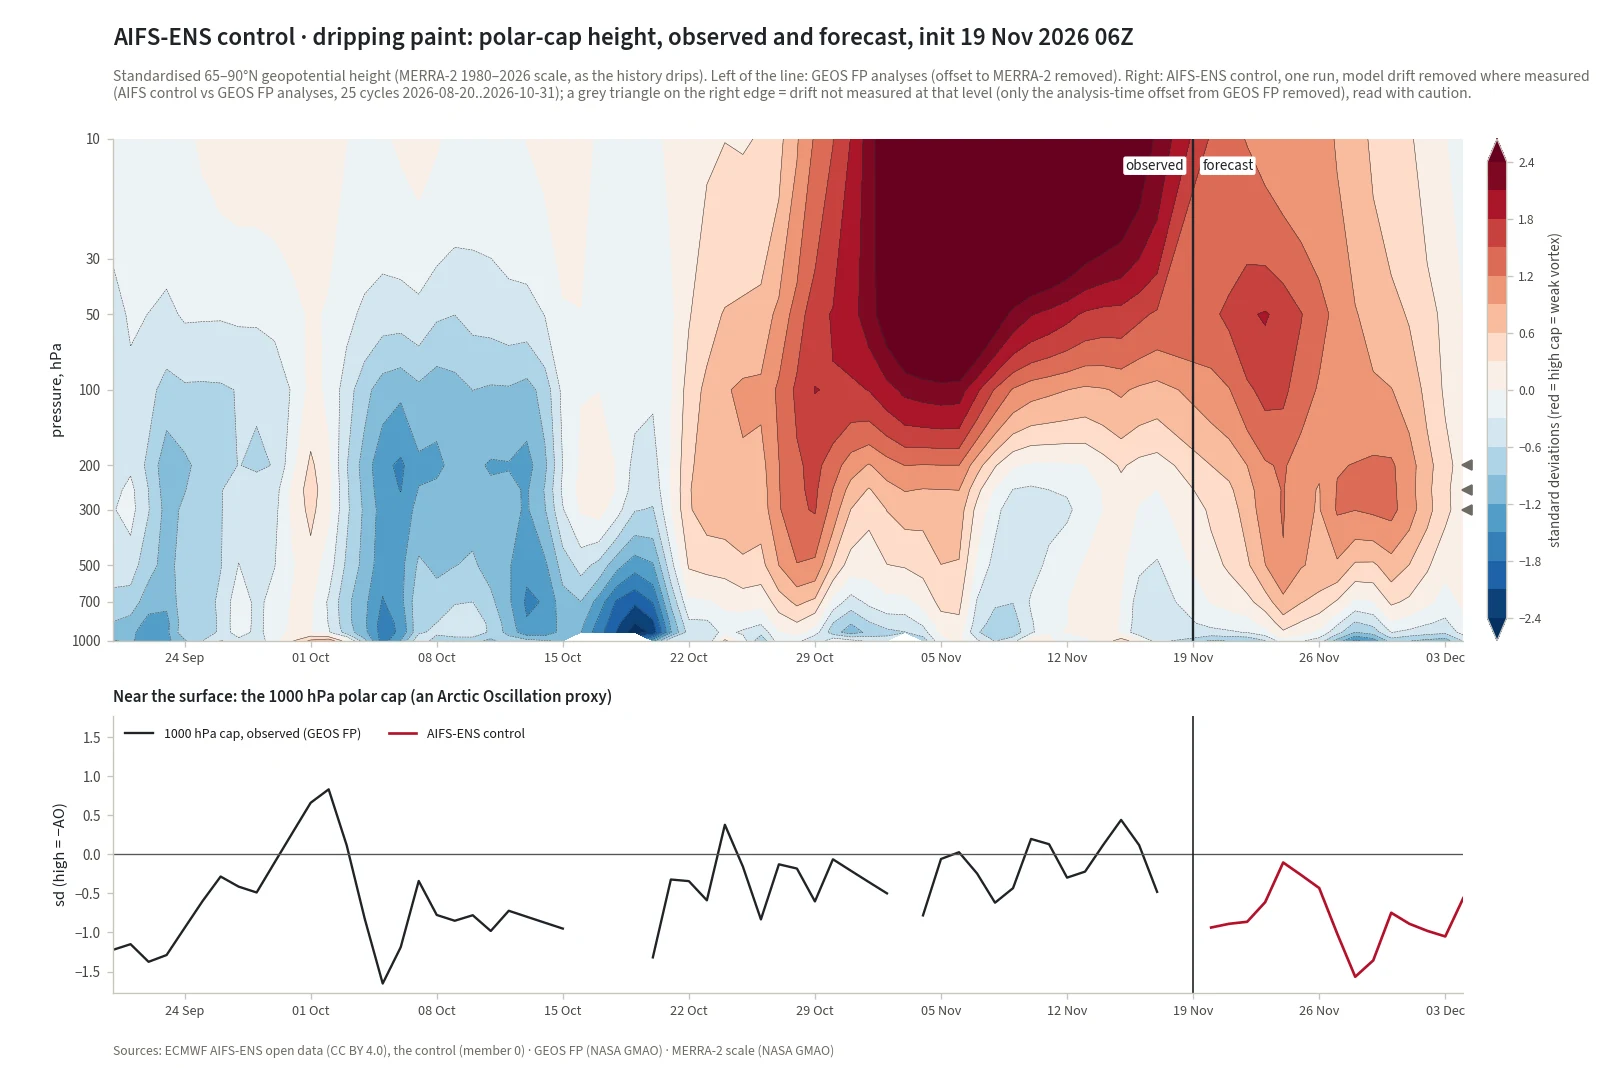 AIFS-ENS control · dripping paint: polar-cap height, observed and forecast, init 19 Nov 2026 06Z
Standardised 65–90°N geopotential height (MERRA-2 1980–2026 scale, as the history drips). Left of the line: GEOS FP analyses (offset to MERRA-2 removed). Right: AIFS-ENS control, one run, model drift removed where measured
(AIFS control vs GEOS FP analyses, 25 cycles 2026-08-20..2026-10-31); a grey triangle on the right edge = drift not measured at that level (only the analysis-time offset from GEOS FP removed), read with caution.
pressure, hPa
10
30
50
100
200
300
500
700
1000
observed
forecast
24 Sep
01 Oct
08 Oct
15 Oct
22 Oct
29 Oct
05 Nov
12 Nov
19 Nov
26 Nov
03 Dec
2.4
1.8
1.2
0.6
0.0
−0.6
−1.2
−1.8
−2.4
standard deviations (red = high cap = weak vortex)
Near the surface: the 1000 hPa polar cap (an Arctic Oscillation proxy)
1000 hPa cap, observed (GEOS FP)
AIFS-ENS control
sd (high = −AO)
1.5
1.0
0.5
0.0
−0.5
−1.0
−1.5
24 Sep
01 Oct
08 Oct
15 Oct
22 Oct
29 Oct
05 Nov
12 Nov
19 Nov
26 Nov
03 Dec
Sources: ECMWF AIFS-ENS open data (CC BY 4.0), the control (member 0) · GEOS FP (NASA GMAO) · MERRA-2 scale (NASA GMAO)